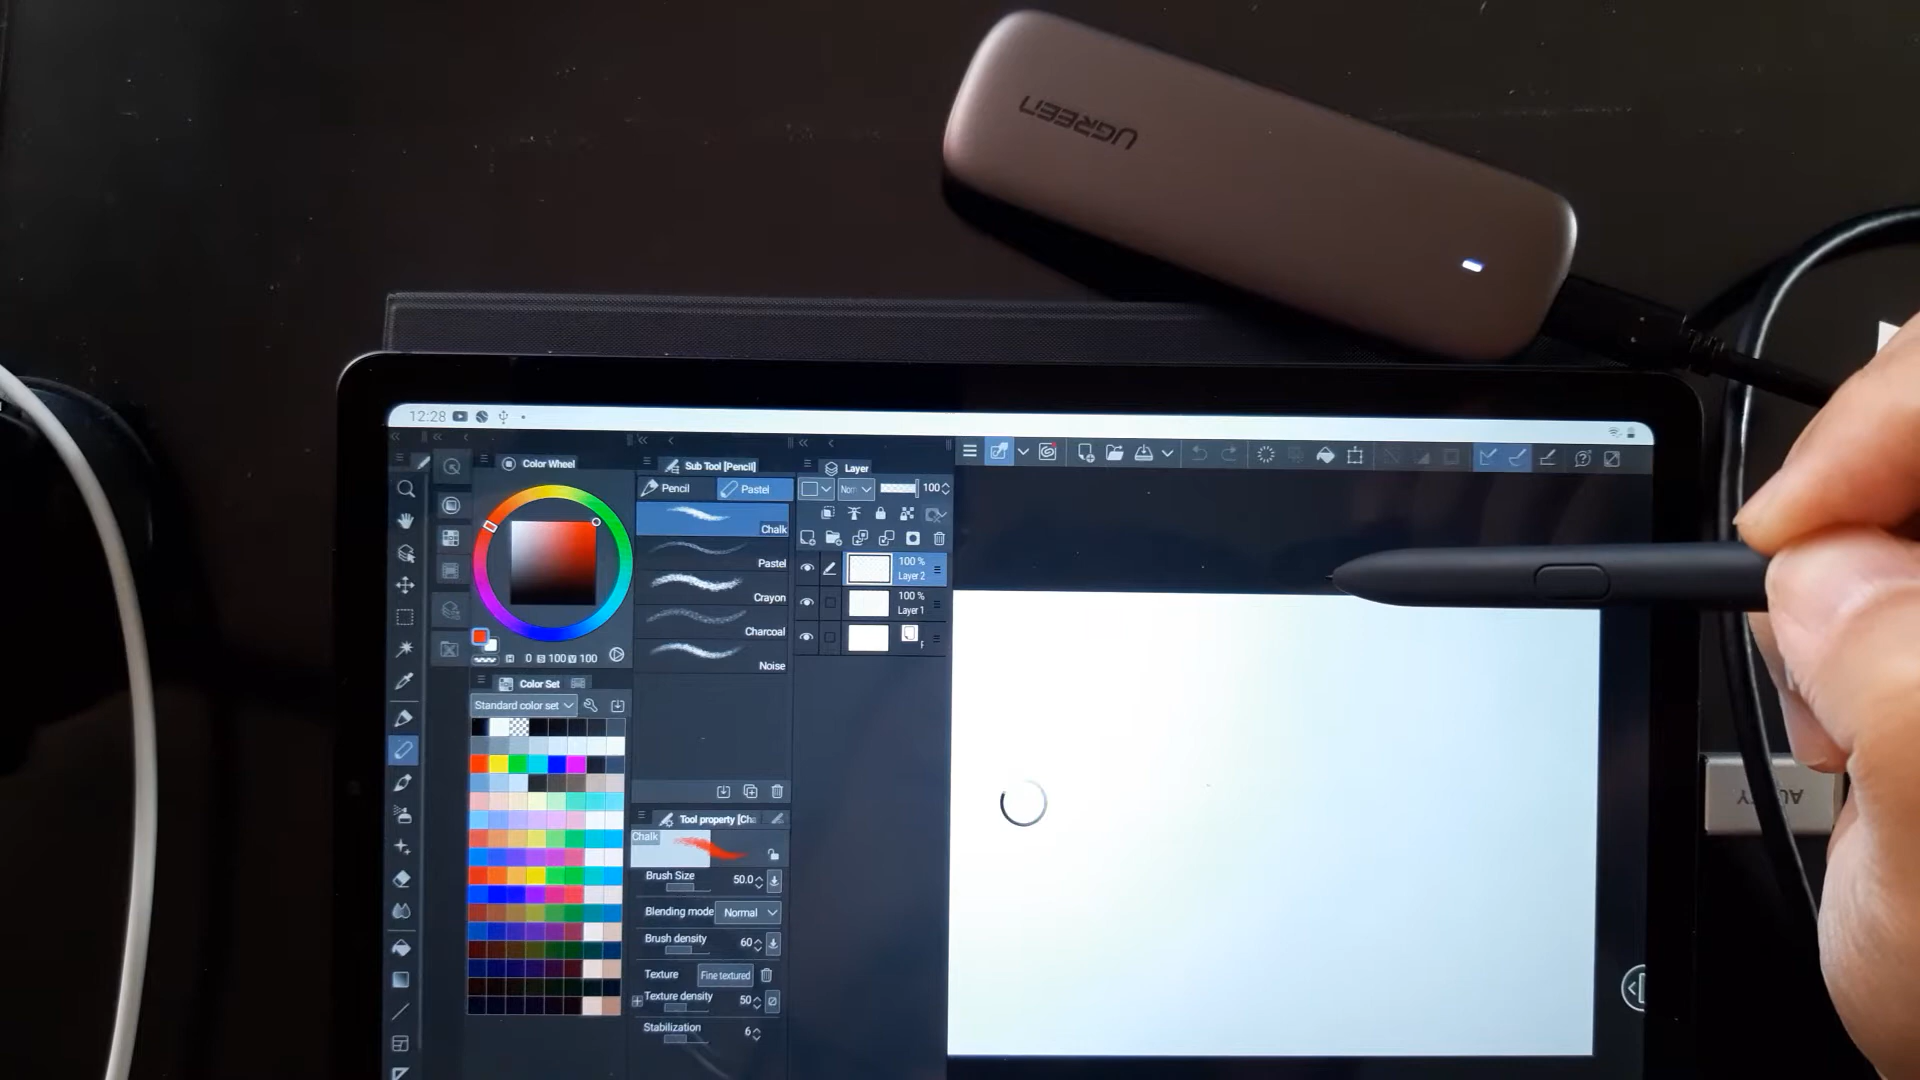 UGREEN
12:28
Color Wheel
H 0 S 100 V 100
Color Set
Standard color set
Sub Tool [Pencil]
Pencil
Pastel
Chalk
Pastel
Crayon
Charcoal
Noise
Tool property [Cha
Chalk
Brush Size 50.0
Blending mode Normal
Brush density 60
Texture Fine textured
Texture density 50
Stabilization 6
Layer
Nor 100
100 %
Layer 2
100 %
Layer 1